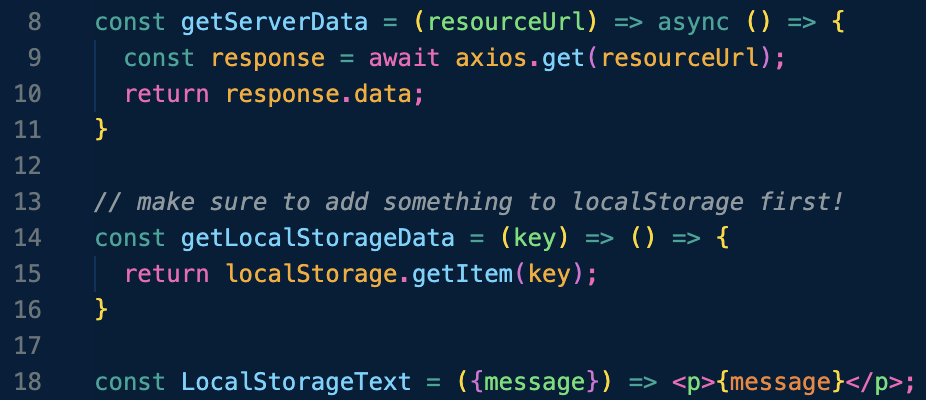 8 const getServerData = (resourceUrl) => async () => {
9   const response = await axios.get(resourceUrl);
10   return response.data;
11 }
12
13 // make sure to add something to localStorage first!
14 const getLocalStorageData = (key) => () => {
15   return localStorage.getItem(key);
16 }
17
18 const LocalStorageText = ({message}) => <p>{message}</p>;